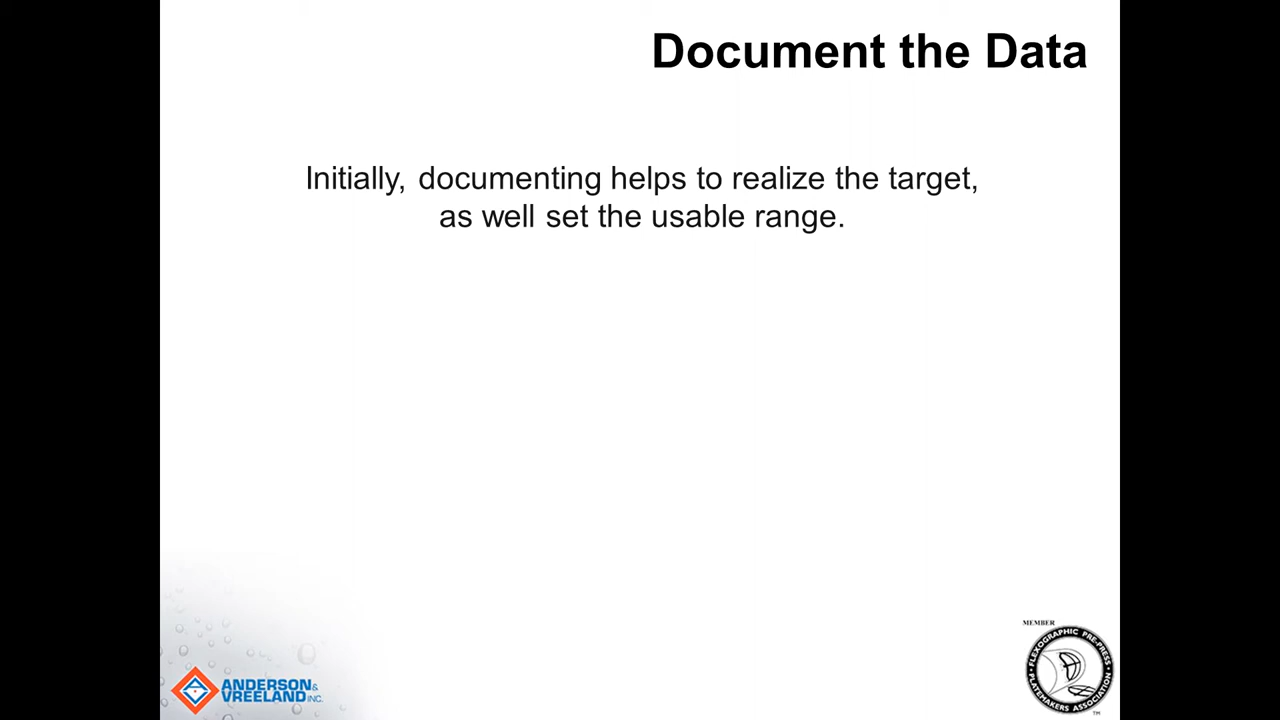 Document the Data
Initially, documenting helps to realize the target,
as well set the usable range.
MEMBER
FLEXOGRAPHIC PRE-PRESS
PLATEMAKERS ASSOCIATION
TM
ANDERSON &
VREELAND INC.